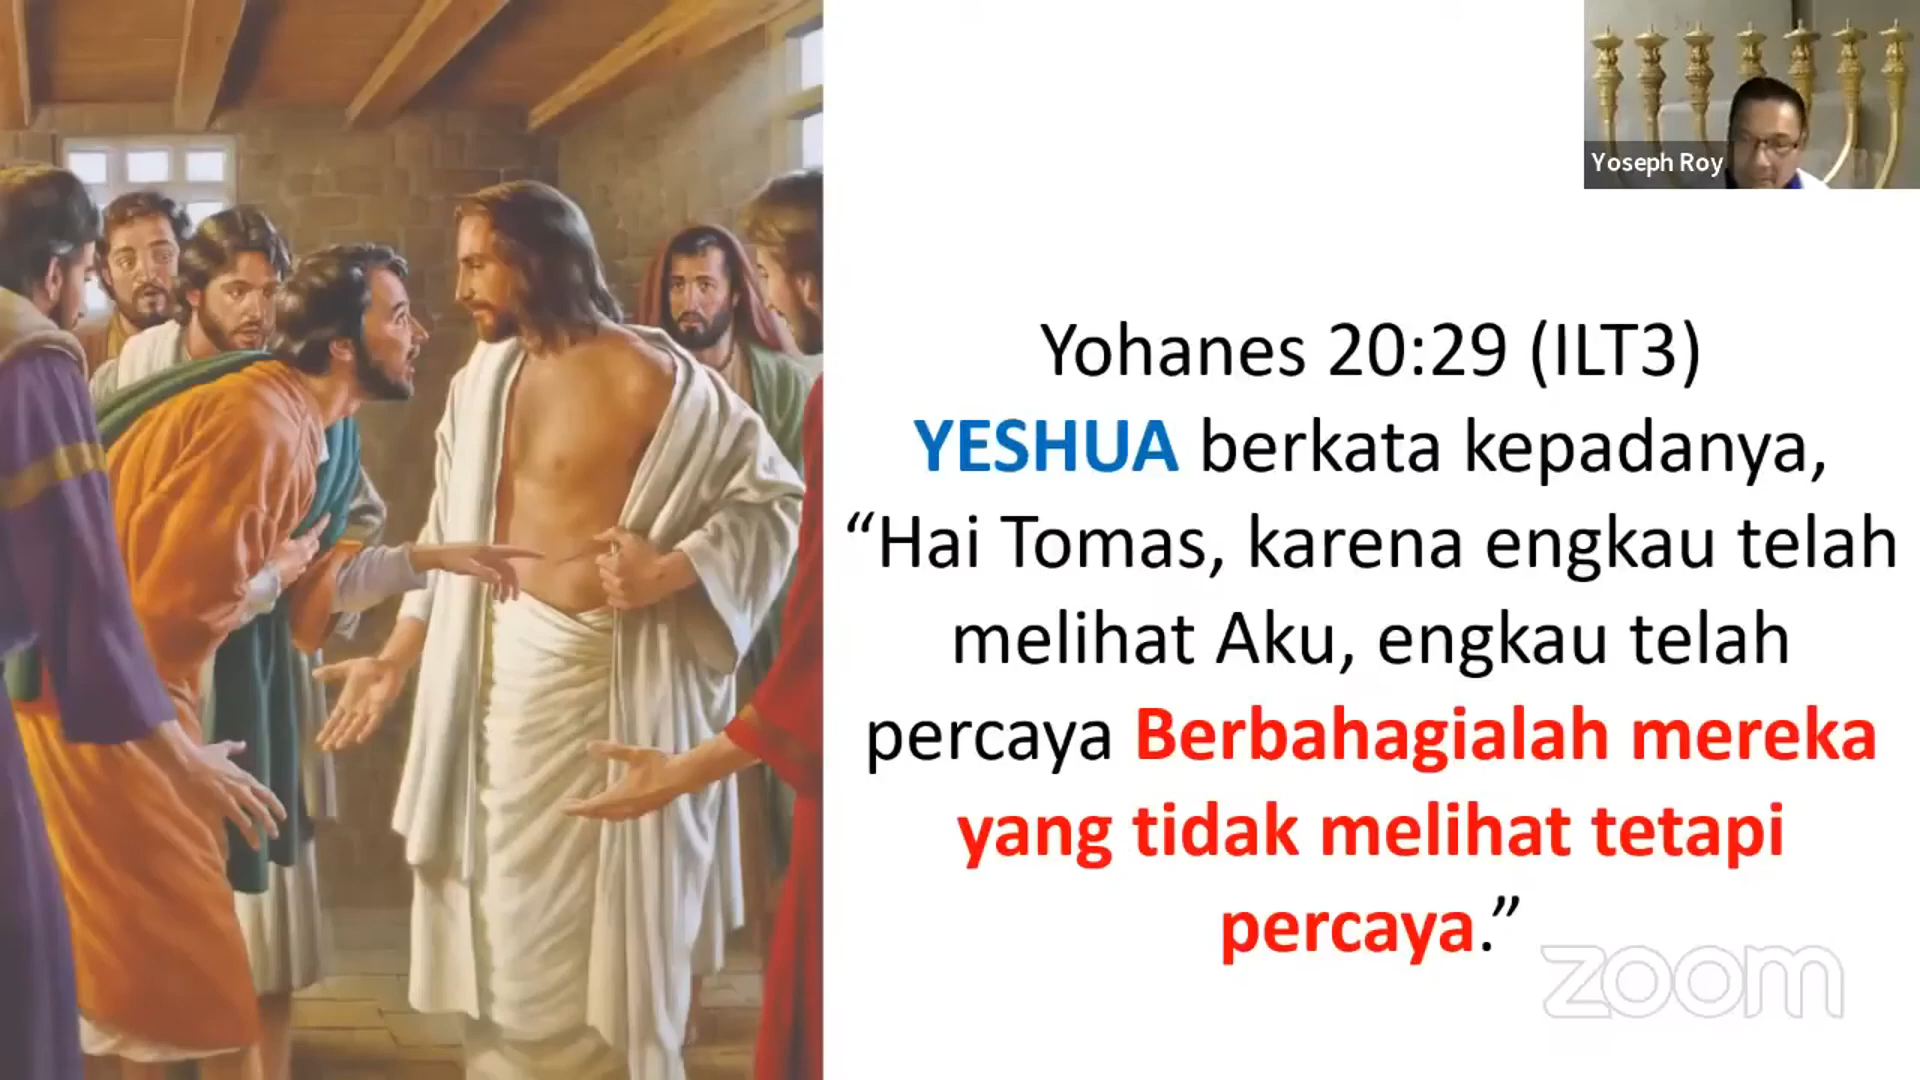 Yoseph Roy
Yohanes 20:29 (ILT3)
YESHUA berkata kepadanya,
“Hai Tomas, karena engkau telah
melihat Aku, engkau telah
percaya Berbahagialah mereka
yang tidak melihat tetapi
percaya.”
zoom